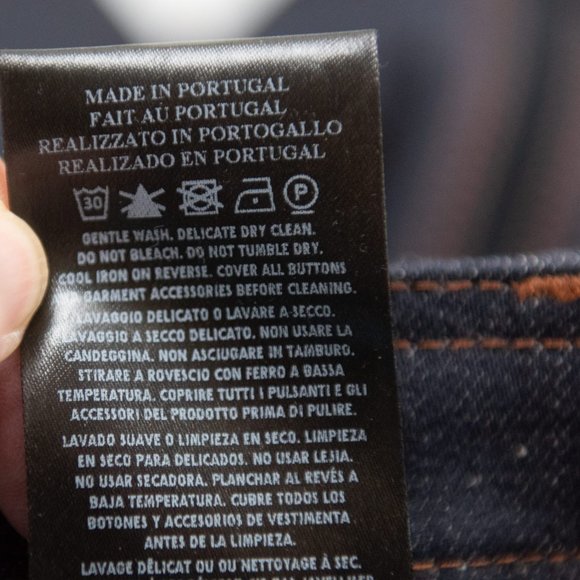 MADE IN PORTUGAL
FAIT AU PORTUGAL
REALIZZATO IN PORTOGALLO
REALIZADO EN PORTUGAL
30 P
GENTLE WASH. DELICATE DRY CLEAN.
DO NOT BLEACH. DO NOT TUMBLE DRY.
COOL IRON ON REVERSE. COVER ALL BUTTONS
GARMENT ACCESSORIES BEFORE CLEANING.
LAVAGGIO DELICATO O LAVARE A-SECCO.
LAVAGGIO A SECCO DELICATO. NON USARE LA
CANDEGGINA. NON ASCIUGARE IN TAMBURO.
STIRARE A ROVESCIO CON FERRO A BASSA
TEMPERATURA. COPRIRE TUTTI I PULSANTI E GLI
ACCESSORI DEL PRODOTTO PRIMA DI PULIRE.
LAVADO SUAVE O LIMPIEZA EN SECO. LIMPIEZA
EN SECO PARA DELICADOS. NO USAR LEJIA.
NO USAR SECADORA. PLANCHAR AL REVÉS A
BAJA TEMPERATURA. CUBRE TODOS LOS
BOTONES Y ACCESORIOS DE VESTIMENTA
ANTES DE LA LIMPIEZA.
LAVAGE DÉLICAT OU OU NETTOYAGE À SEC.